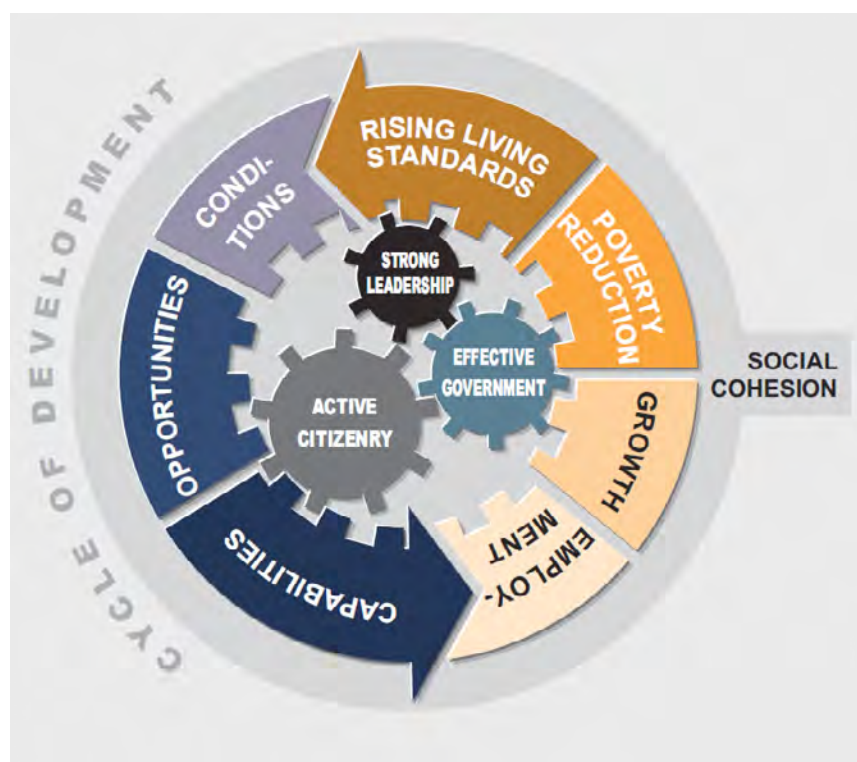 CYCLE OF DEVELOPMENT
RISING LIVING
STANDARDS
POVERTY
REDUCTION
GROWTH
EMPLOY-
MENT
CAPABILITIES
OPPORTUNITIES
CONDI-
TIONS
STRONG
LEADERSHIP
EFFECTIVE
GOVERNMENT
ACTIVE
CITIZENRY
SOCIAL
COHESION